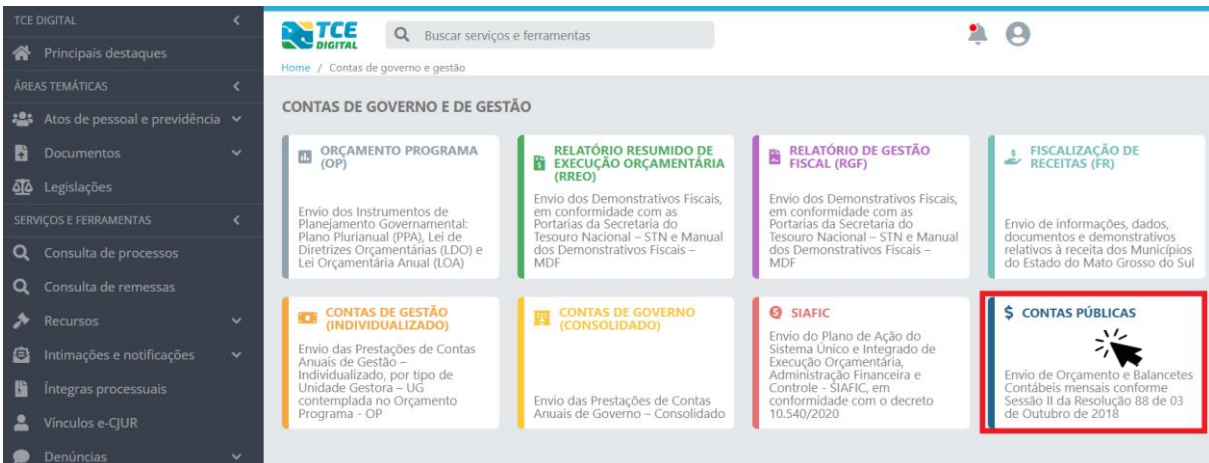 TCE DIGITAL
Principais destaques
ÁREAS TEMÁTICAS
Atos de pessoal e previdência
Documentos
Legislações
SERVIÇOS E FERRAMENTAS
Consulta de processos
Consulta de remessas
Recursos
Intimações e notificações
Íntegras processuais
Vínculos e-CJUR
Denúncias
TCE
DIGITAL
Buscar serviços e ferramentas
Home / Contas de governo e gestão
CONTAS DE GOVERNO E DE GESTÃO
ORÇAMENTO PROGRAMA
(OP)
Envio dos Instrumentos de
Planejamento Governamental:
Plano Plurianual (PPA), Lei de
Diretrizes Orçamentárias (LDO) e
Lei Orçamentária Anual (LOA)
RELATÓRIO RESUMIDO DE
EXECUÇÃO ORÇAMENTÁRIA
(RREO)
Envio dos Demonstrativos Fiscais,
em conformidade com as
Portarias da Secretaria do
Tesouro Nacional – STN e Manual
dos Demonstrativos Fiscais –
MDF
RELATÓRIO DE GESTÃO
FISCAL (RGF)
Envio dos Demonstrativos Fiscais,
em conformidade com as
Portarias da Secretaria do
Tesouro Nacional – STN e Manual
dos Demonstrativos Fiscais –
MDF
FISCALIZAÇÃO DE
RECEITAS (FR)
Envio de informações, dados,
documentos e demonstrativos
relativos à receita dos Municípios
do Estado do Mato Grosso do Sul
CONTAS DE GESTÃO
(INDIVIDUALIZADO)
Envio das Prestações de Contas
Anuais de Gestão –
Individualizado, por tipo de
Unidade Gestora – UG
contemplada no Orçamento
Programa - OP
CONTAS DE GOVERNO
(CONSOLIDADO)
Envio das Prestações de Contas
Anuais de Governo – Consolidado
SIAFIC
Envio do Plano de Ação do
Sistema Único e Integrado de
Execução Orçamentária,
Administração Financeira e
Controle - SIAFIC, em
conformidade com o decreto
10.540/2020
CONTAS PÚBLICAS
Envio de Orçamento e Balancetes
Contábeis mensais conforme
Sessão II da Resolução 88 de 03
de Outubro de 2018